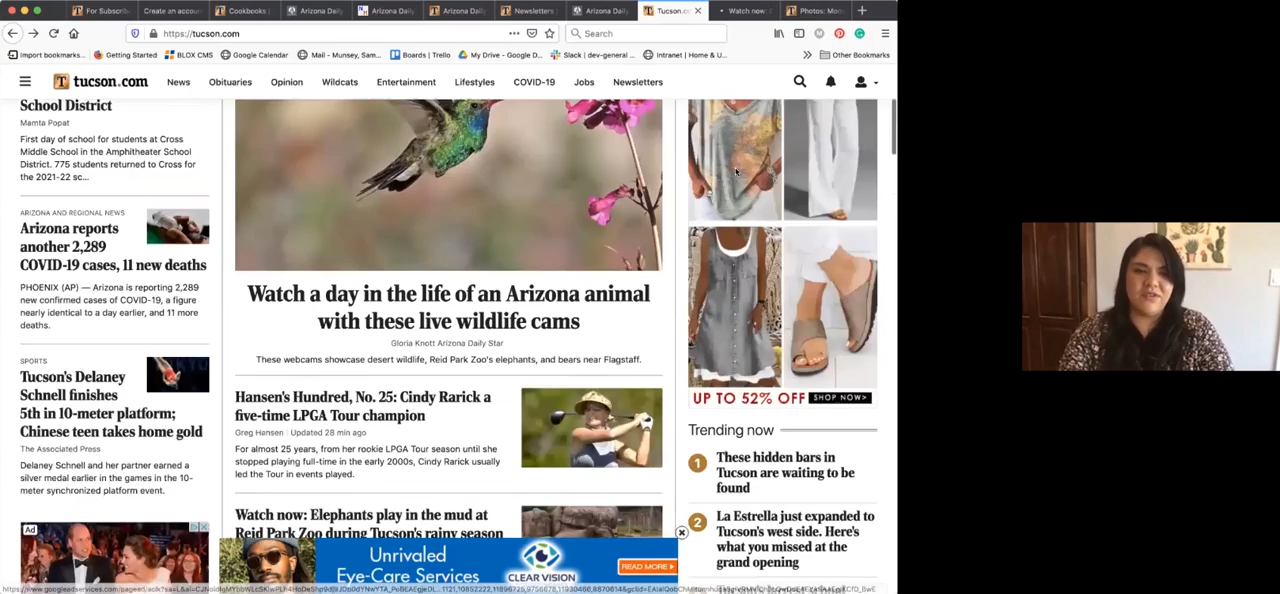 For Subscrib
Create an accoun
Cookbooks
Arizona Daily
Arizona Daily
Arizona Daily
Newsletters
Arizona Daily
Tucson.co
Watch now:
Photos: Mon
https://tucson.com
Search
Import bookmarks...
Getting Started
BLOX CMS
Google Calendar
Mail - Munsey, Sam...
Boards | Trello
My Drive - Google D...
Slack | dev-general ...
Intranet | Home | U...
Other Bookmarks
tucson.com
News
Obituaries
Opinion
Wildcats
Entertainment
Lifestyles
COVID-19
Jobs
Newsletters
School District
Mamta Popat
First day of school for students at Cross
Middle School in the Amphitheater School
District. 775 students returned to Cross for
the 2021-22 sc...
ARIZONA AND REGIONAL NEWS
Arizona reports
another 2,289
COVID-19 cases, 11 new deaths
PHOENIX (AP) — Arizona is reporting 2,289
new confirmed cases of COVID-19, a figure
nearly identical to a day earlier, and 11 more
deaths.
SPORTS
Tucson's Delaney
Schnell finishes
5th in 10-meter platform;
Chinese teen takes home gold
The Associated Press
Delaney Schnell and her partner earned a
silver medal earlier in the games in the 10-
meter synchronized platform event.
Ad
Watch a day in the life of an Arizona animal
with these live wildlife cams
Gloria Knott Arizona Daily Star
These webcams showcase desert wildlife, Reid Park Zoo's elephants, and bears near Flagstaff.
Hansen's Hundred, No. 25: Cindy Rarick a
five-time LPGA Tour champion
Greg Hansen | Updated 28 min ago
For almost 25 years, from her rookie LPGA Tour season until she
stopped playing full-time in the early 2000s, Cindy Rarick usually
led the Tour in events played.
Watch now: Elephants play in the mud at
Reid Park Zoo during Tucson's rainy season
Unrivaled
Eye-Care Services
CLEAR VISION
READ MORE
UP TO 52% OFF
SHOP NOW>
Trending now
1
These hidden bars in
Tucson are waiting to be
found
2
La Estrella just expanded to
Tucson's west side. Here's
what you missed at the
grand opening